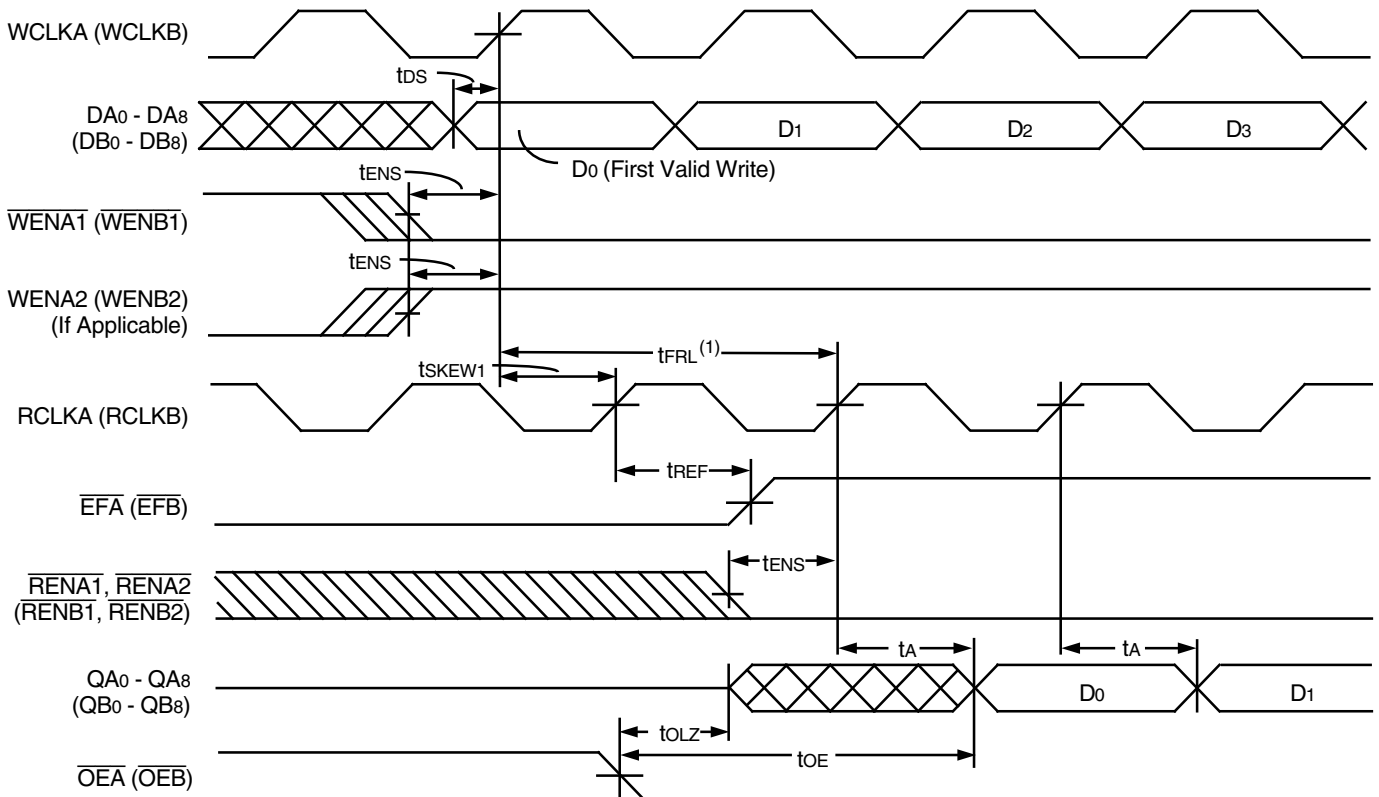 WCLKA (WCLKB)
tDS
DA0 - DA8
(DB0 - DB8)
D1
D2
D3
D0 (First Valid Write)
tENS
WENA1 (WENB1)
tENS
WENA2 (WENB2)
(If Applicable)
tFRL(1)
tSKEW1
RCLKA (RCLKB)
tREF
EFA (EFB)
tENS
RENA1, RENA2
(RENB1, RENB2)
tA
tA
QA0 - QA8
(QB0 - QB8)
D0
D1
tOLZ
tOE
OEA (OEB)